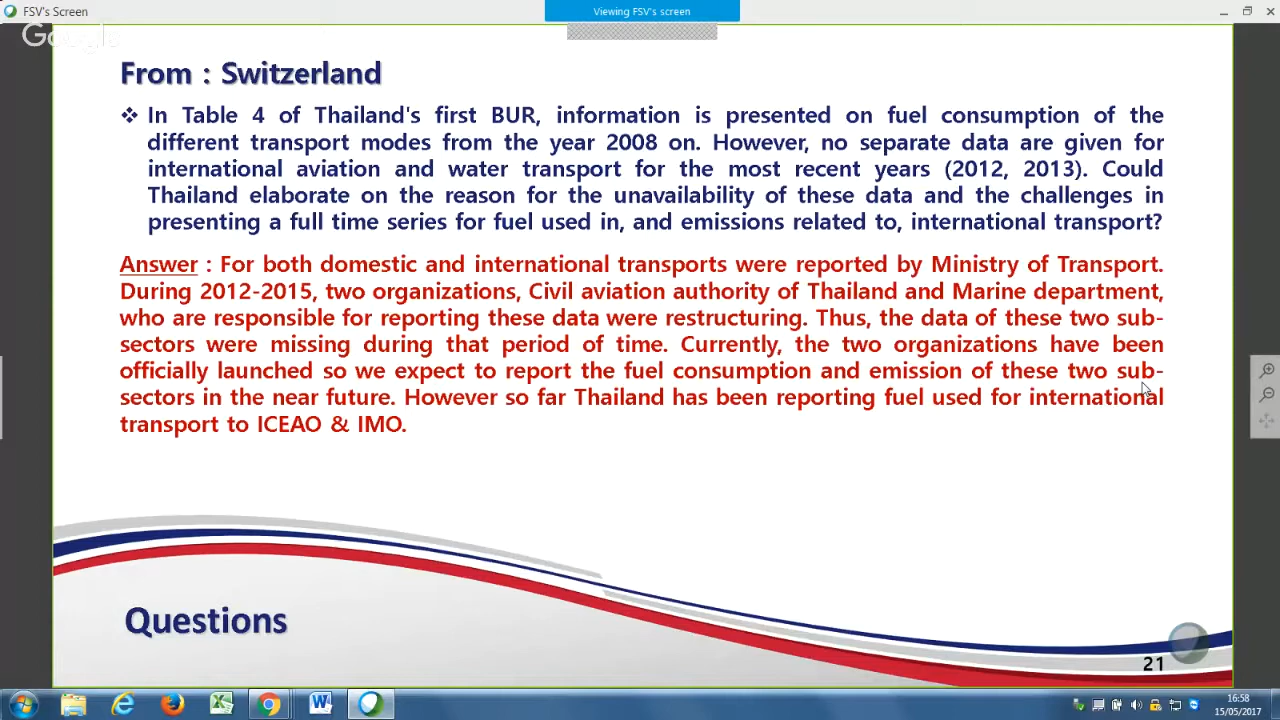 FSV's Screen
Viewing FSV's screen
Google
From : Switzerland
❖ In Table 4 of Thailand's first BUR, information is presented on fuel consumption of the
different transport modes from the year 2008 on. However, no separate data are given for
international aviation and water transport for the most recent years (2012, 2013). Could
Thailand elaborate on the reason for the unavailability of these data and the challenges in
presenting a full time series for fuel used in, and emissions related to, international transport?
Answer : For both domestic and international transports were reported by Ministry of Transport.
During 2012-2015, two organizations, Civil aviation authority of Thailand and Marine department,
who are responsible for reporting these data were restructuring. Thus, the data of these two sub-
sectors were missing during that period of time. Currently, the two organizations have been
officially launched so we expect to report the fuel consumption and emission of these two sub-
sectors in the near future. However so far Thailand has been reporting fuel used for international
transport to ICEAO & IMO.
Questions
21
16:58
15/05/2017